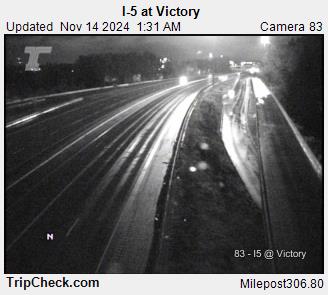 I-5 at Victory
Updated Nov 14 2024 1:31 AM Camera 83
T
N
83 - I5 @ Victory
TripCheck.com Milepost306.80